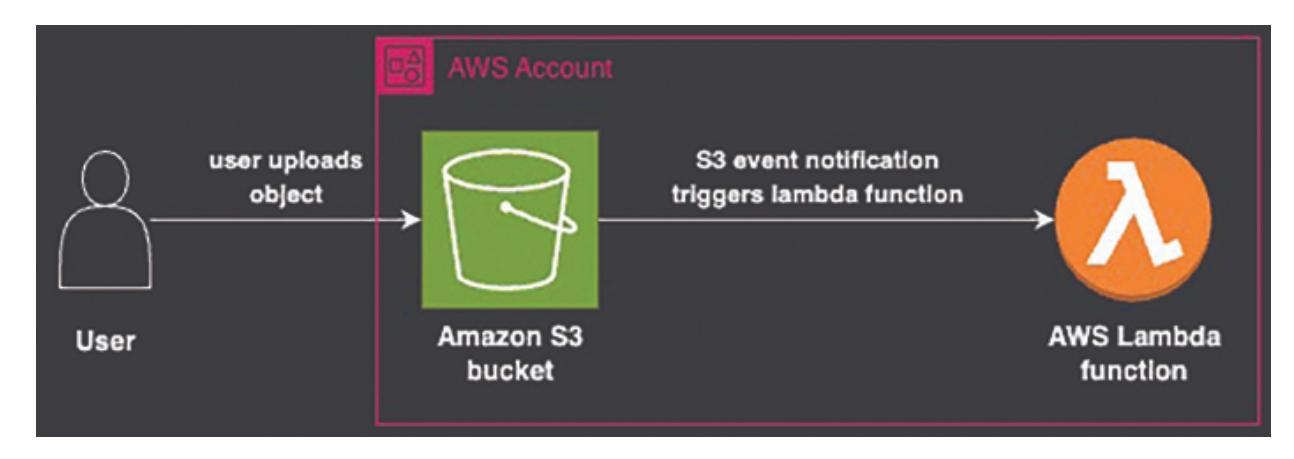 AWS Account
user uploads
object
S3 event notification
triggers lambda function
User
Amazon S3
bucket
AWS Lambda
function